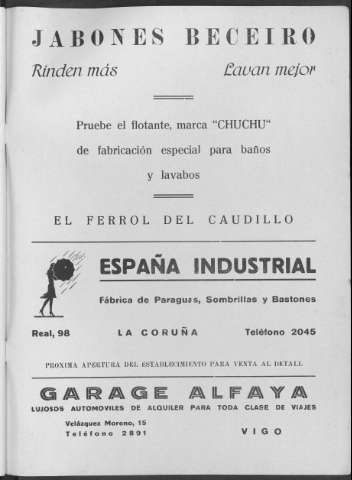 JABONES BECEIRO
Rinden más Lavan mejor
Pruebe el flotante, marca "CHUCHU"
de fabricación especial para baños
y lavabos
EL FERROL DEL CAUDILLO
ESPAÑA INDUSTRIAL
Fábrica de Paraguas, Sombrillas y Bastones
Real, 98 LA CORUÑA Teléfono 2045
PROXIMA APERTURA DEL ESTABLECIMIENTO PARA VENTA AL DETALL
GARAGE ALFAYA
LUJOSOS AUTOMOVILES DE ALQUILER PARA TODA CLASE DE VIAJES
Velázquez Moreno, 15
Teléfono 2891 VIGO